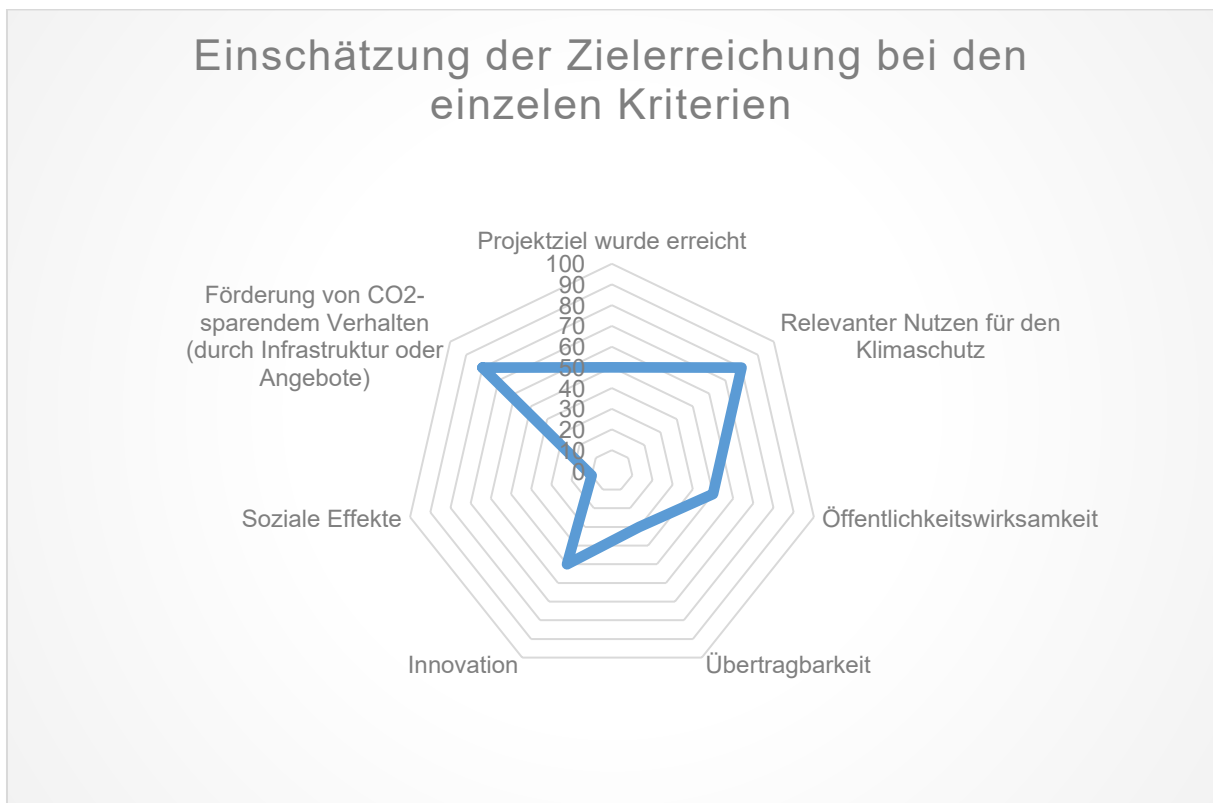 Einschätzung der Zielerreichung bei den
einzelen Kriterien
Projektziel wurde erreicht
100
90
80
70
60
50
40
30
20
10
0
Relevanter Nutzen für den
Klimaschutz
Öffentlichkeitswirksamkeit
Übertragbarkeit
Innovation
Soziale Effekte
Förderung von CO2-
sparendem Verhalten
(durch Infrastruktur oder
Angebote)